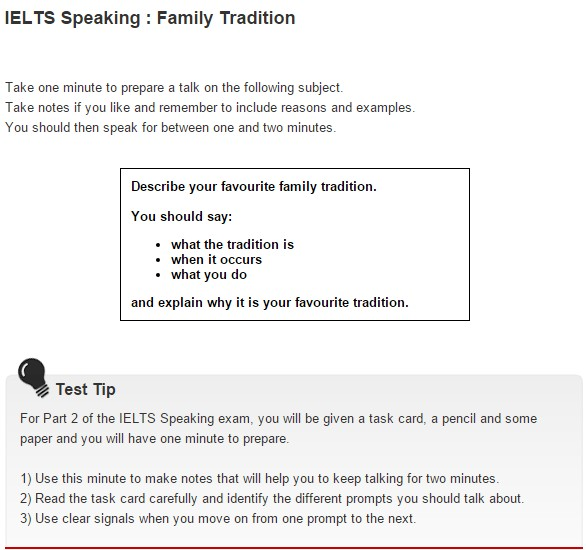 IELTS Speaking : Family Tradition
Take one minute to prepare a talk on the following subject.
Take notes if you like and remember to include reasons and examples.
You should then speak for between one and two minutes.
Describe your favourite family tradition.
You should say:
• what the tradition is
• when it occurs
• what you do
and explain why it is your favourite tradition.
Test Tip
For Part 2 of the IELTS Speaking exam, you will be given a task card, a pencil and some
paper and you will have one minute to prepare.
1) Use this minute to make notes that will help you to keep talking for two minutes.
2) Read the task card carefully and identify the different prompts you should talk about.
3) Use clear signals when you move on from one prompt to the next.